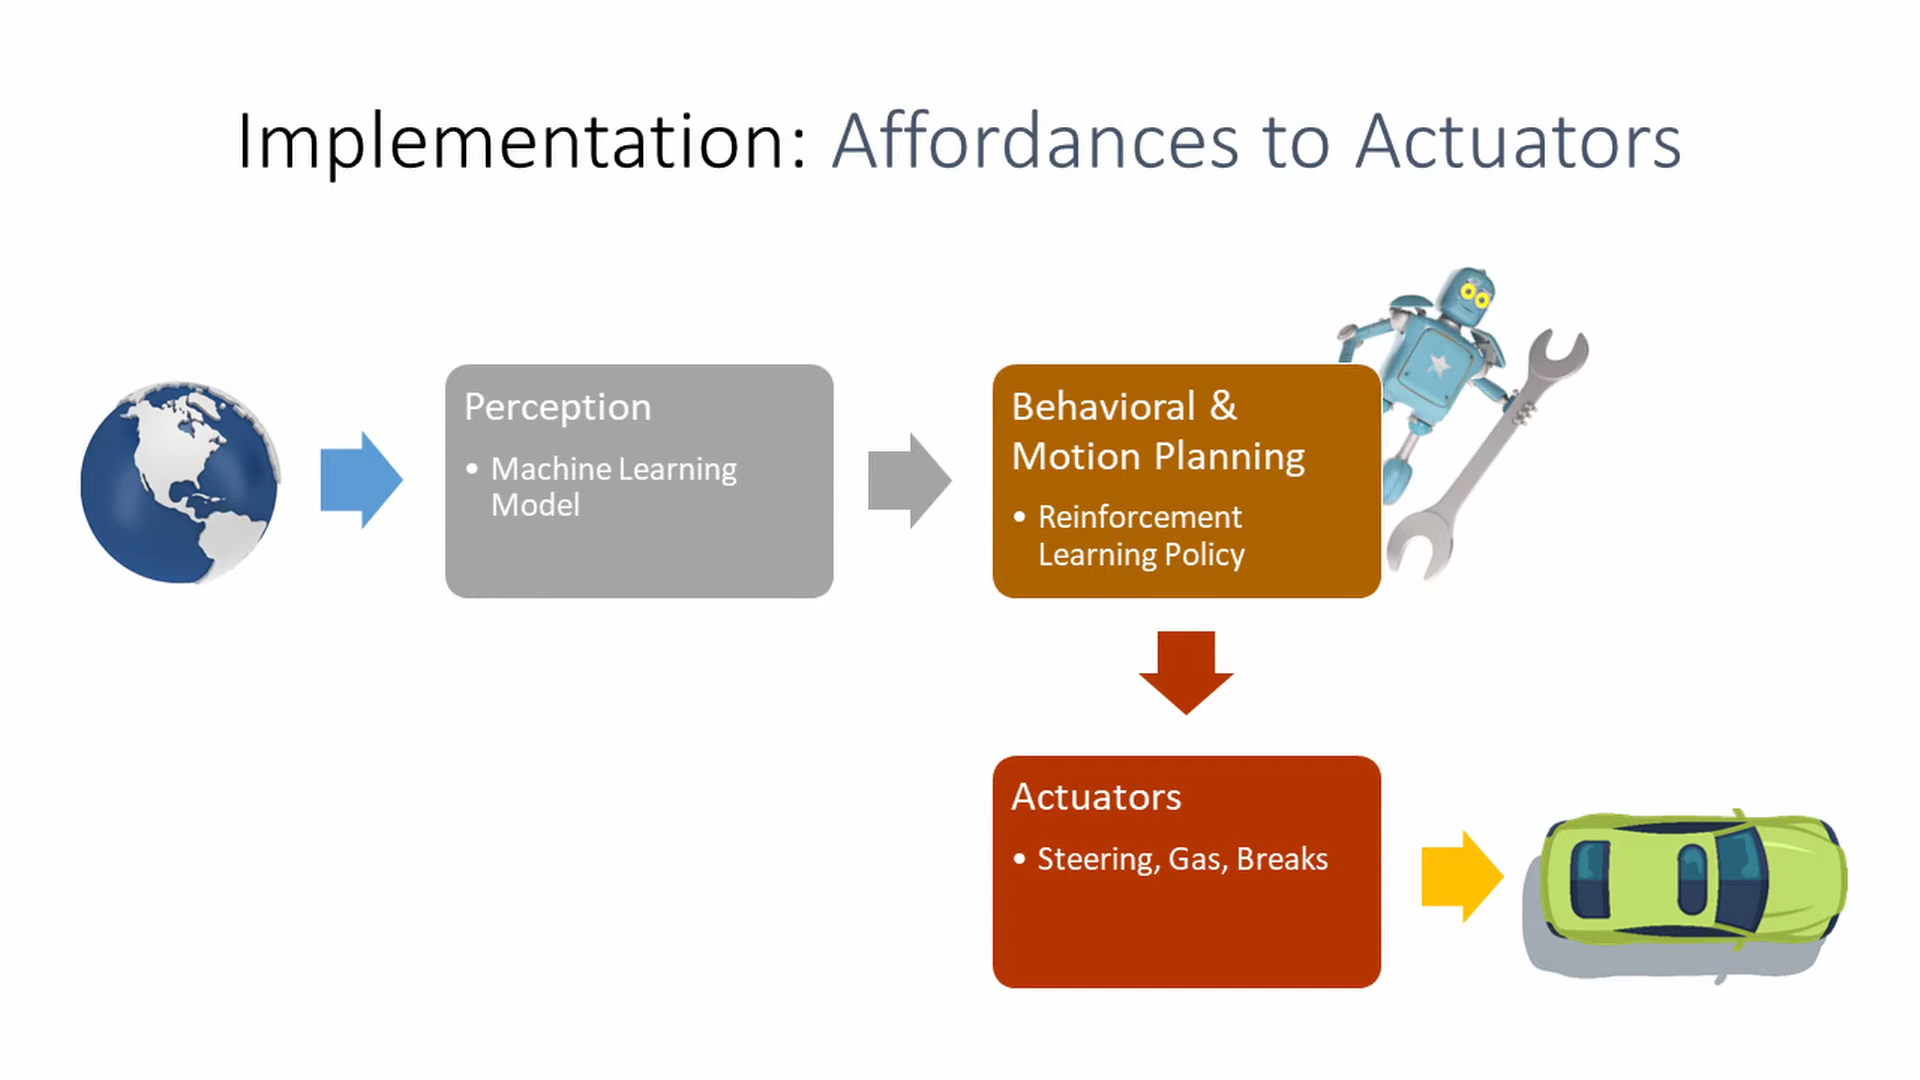 Implementation: Affordances to Actuators
Perception
• Machine Learning
Model
Behavioral &
Motion Planning
• Reinforcement
Learning Policy
Actuators
• Steering, Gas, Breaks